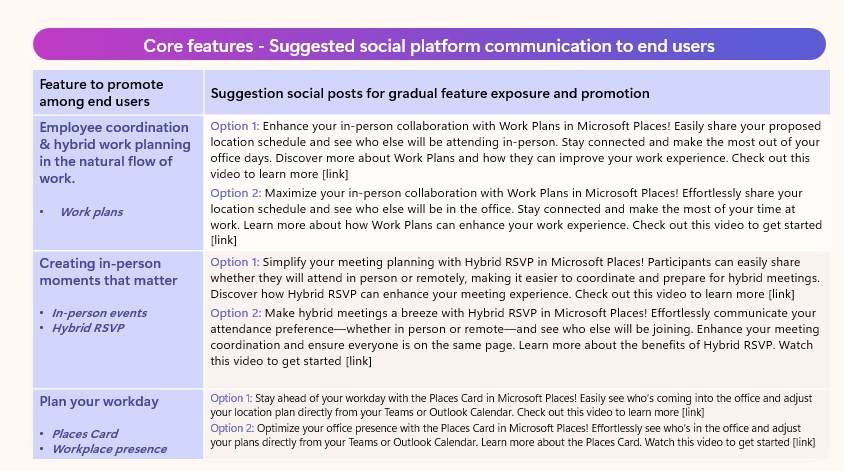 Core features - Suggested social platform communication to end users
Feature to promote
among end users
Suggestion social posts for gradual feature exposure and promotion
Employee coordination
& hybrid work planning
in the natural flow of
work.
• Work plans
Option 1: Enhance your in-person collaboration with Work Plans in Microsoft Places! Easily share your proposed
location schedule and see who else will be attending in-person. Stay connected and make the most out of your
office days. Discover more about Work Plans and how they can improve your work experience. Check out this
video to learn more [link]
Option 2: Maximize your in-person collaboration with Work Plans in Microsoft Places! Effortlessly share your
location schedule and see who else will be in the office. Stay connected and make the most of your time at
work. Learn more about how Work Plans can enhance your work experience. Check out this video to get started
[link]
Creating in-person
moments that matter
• In-person events
• Hybrid RSVP
Option 1: Simplify your meeting planning with Hybrid RSVP in Microsoft Places! Participants can easily share
whether they will attend in person or remotely, making it easier to coordinate and prepare for hybrid meetings.
Discover how Hybrid RSVP can enhance your meeting experience. Check out this video to learn more [link]
Option 2: Make hybrid meetings a breeze with Hybrid RSVP in Microsoft Places! Effortlessly communicate your
attendance preference—whether in person or remote—and see who else will be joining. Enhance your meeting
coordination and ensure everyone is on the same page. Learn more about the benefits of Hybrid RSVP. Watch
this video to get started [link]
Plan your workday
• Places Card
• Workplace presence
Option 1: Stay ahead of your workday with the Places Card in Microsoft Places! Easily see who's coming into the office and adjust
your location plan directly from your Teams or Outlook Calendar. Check out this video to learn more [link]
Option 2: Optimize your office presence with the Places Card in Microsoft Places! Effortlessly see who's in the office and adjust
your plans directly from your Teams or Outlook Calendar. Learn more about the Places Card. Watch this video to get started [link]